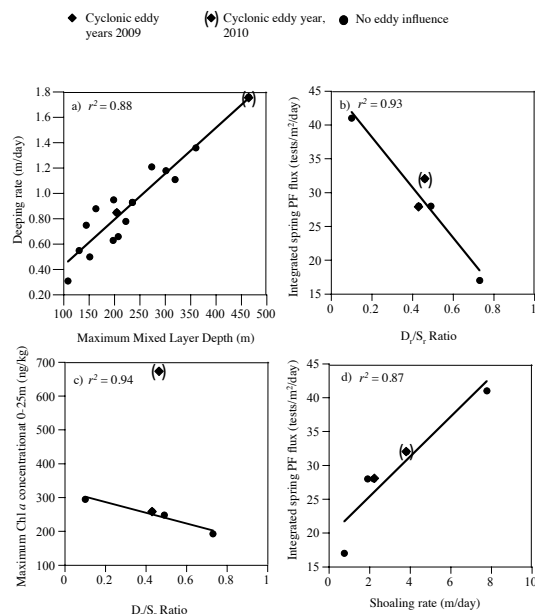 Cyclonic eddy years 2009
Cyclonic eddy year, 2010
No eddy influence
a) r² = 0.88
Deeping rate (m/day)
1.8
1.6
1.4
1.2
1.0
0.80
0.60
0.40
0.20
100 150 200 250 300 350 400 450 500
Maximum Mixed Layer Depth (m)
b) r² = 0.93
Integrated spring PF flux (tests/m²/day)
45
40
35
30
25
20
15
0 0.2 0.4 0.6 0.8 1
Dᵣ/Sᵣ Ratio
c) r² = 0.94
Maximum Chl a concentrationat 0-25m (ng/kg)
700
600
500
400
300
200
100
0 0.2 0.4 0.6 0.8 1
Dᵣ/Sᵣ Ratio
d) r² = 0.87
Integrated spring PF flux (tests/m²/day)
45
40
35
30
25
20
15
0 2 4 6 8 10
Shoaling rate (m/day)